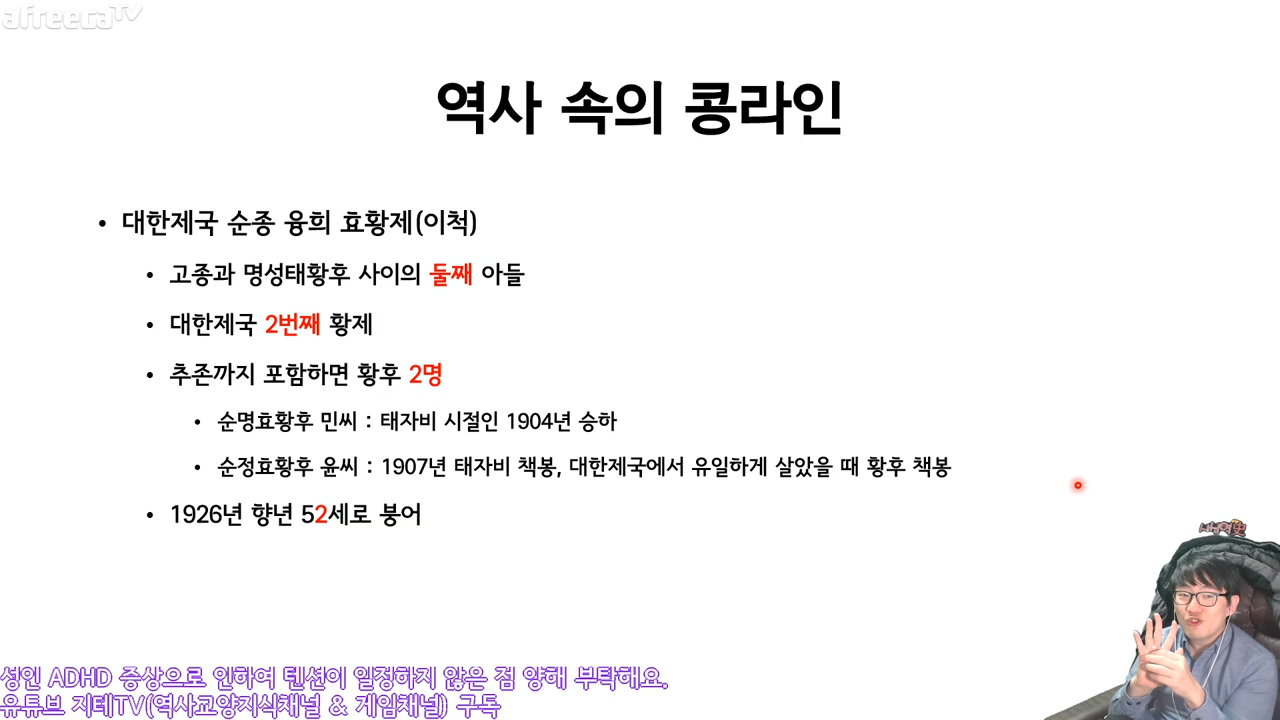 afreecaTV
역사 속의 콩라인
• 대한제국 순종 융희 효황제(이척)
• 고종과 명성태황후 사이의 둘째 아들
• 대한제국 2번째 황제
• 추존까지 포함하면 황후 2명
• 순명효황후 민씨 : 태자비 시절인 1904년 승하
• 순정효황후 윤씨 : 1907년 태자비 책봉, 대한제국에서 유일하게 살았을 때 황후 책봉
• 1926년 향년 52세로 붕어
성인 ADHD 증상으로 인하여 텐션이 일정하지 않은 점 양해 부탁해요.
유튜브 지테TV(역사교양지식채널 & 게임채널) 구독